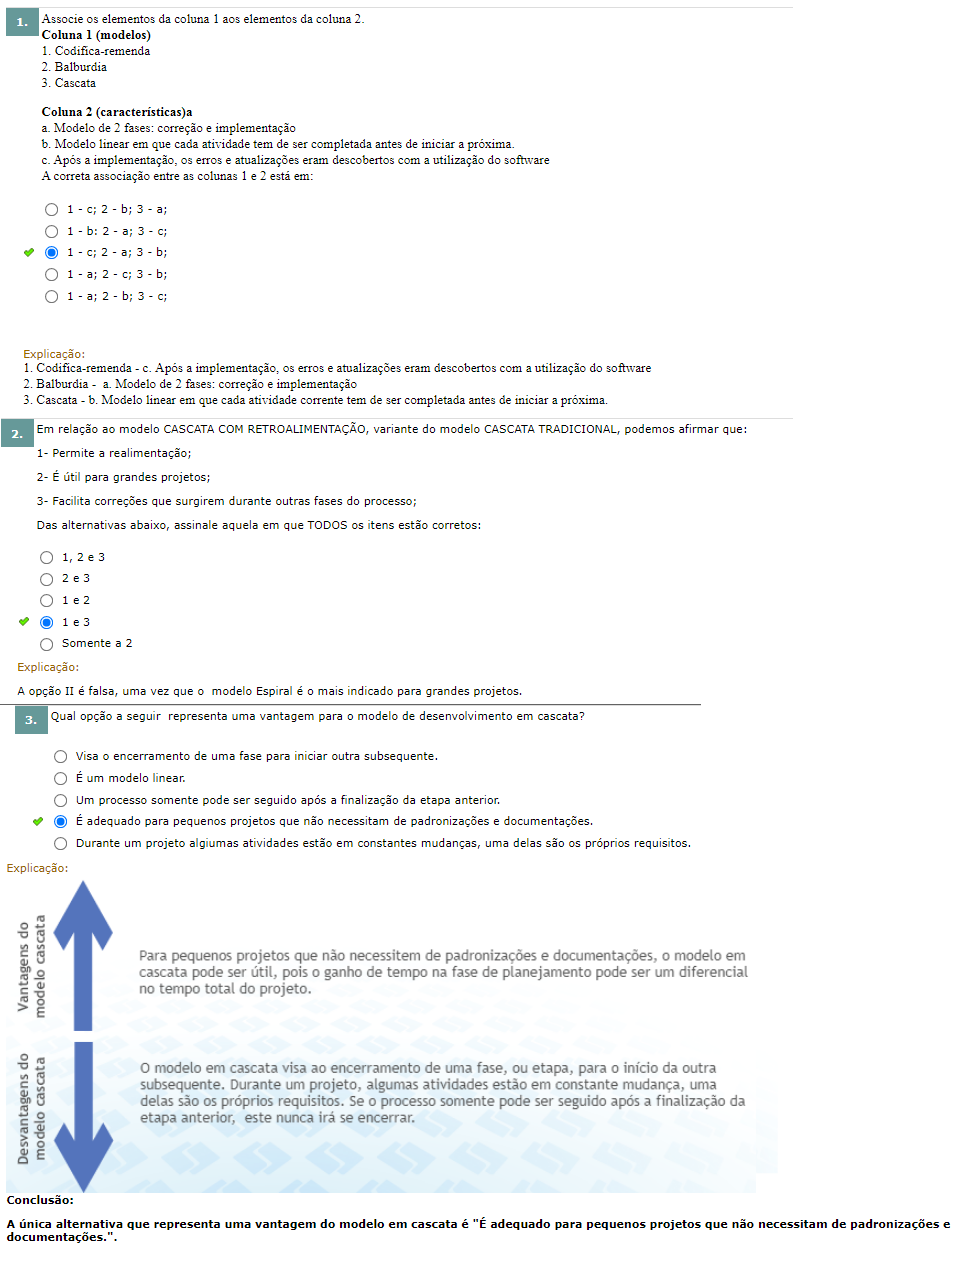 1. Associe os elementos da coluna 1 aos elementos da coluna 2.
Coluna 1 (modelos)
1. Codifica-remenda
2. Balburdia
3. Cascata
Coluna 2 (características)a
a. Modelo de 2 fases: correção e implementação
b. Modelo linear em que cada atividade tem de ser completada antes de iniciar a próxima.
c. Após a implementação, os erros e atualizações eram descobertos com a utilização do software
A correta associação entre as colunas 1 e 2 está em:
1 - c; 2 - b; 3 - a;
1 - b: 2 - a; 3 - c;
1 - c; 2 - a; 3 - b;
1 - a; 2 - c; 3 - b;
1 - a; 2 - b; 3 - c;
Explicação:
1. Codifica-remenda - c. Após a implementação, os erros e atualizações eram descobertos com a utilização do software
2. Balburdia - a. Modelo de 2 fases: correção e implementação
3. Cascata - b. Modelo linear em que cada atividade corrente tem de ser completada antes de iniciar a próxima.
2. Em relação ao modelo CASCATA COM RETROALIMENTAÇÃO, variante do modelo CASCATA TRADICIONAL, podemos afirmar que:
1- Permite a realimentação;
2- É útil para grandes projetos;
3- Facilita correções que surgirem durante outras fases do processo;
Das alternativas abaixo, assinale aquela em que TODOS os itens estão corretos:
1, 2 e 3
2 e 3
1 e 2
1 e 3
Somente a 2
Explicação:
A opção II é falsa, uma vez que o modelo Espiral é o mais indicado para grandes projetos.
3. Qual opção a seguir representa uma vantagem para o modelo de desenvolvimento em cascata?
Visa o encerramento de uma fase para iniciar outra subsequente.
É um modelo linear.
Um processo somente pode ser seguido após a finalização da etapa anterior.
É adequado para pequenos projetos que não necessitam de padronizações e documentações.
Durante um projeto algiumas atividades estão em constantes mudanças, uma delas são os próprios requisitos.
Explicação:
Vantagens do
modelo cascata
Para pequenos projetos que não necessitem de padronizações e documentações, o modelo em
cascata pode ser útil, pois o ganho de tempo na fase de planejamento pode ser um diferencial
no tempo total do projeto.
Desvantagens do
modelo cascata
O modelo em cascata visa ao encerramento de uma fase, ou etapa, para o início da outra
subsequente. Durante um projeto, algumas atividades estão em constante mudança, uma
delas são os próprios requisitos. Se o processo somente pode ser seguido após a finalização da
etapa anterior, este nunca irá se encerrar.
Conclusão:
A única alternativa que representa uma vantagem do modelo em cascata é "É adequado para pequenos projetos que não necessitam de padronizações e
documentações.".